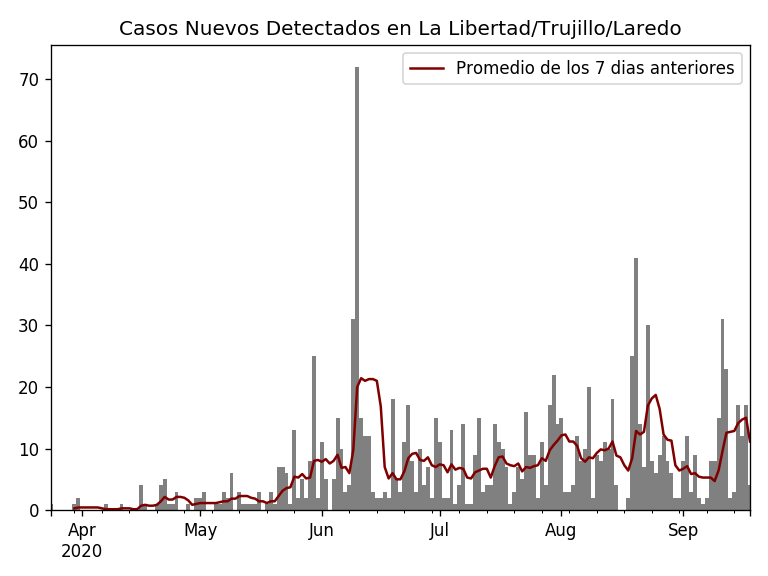 Casos Nuevos Detectados en La Libertad/Trujillo/Laredo
Promedio de los 7 dias anteriores
70
60
50
40
30
20
10
0
Apr
2020
May
Jun
Jul
Aug
Sep